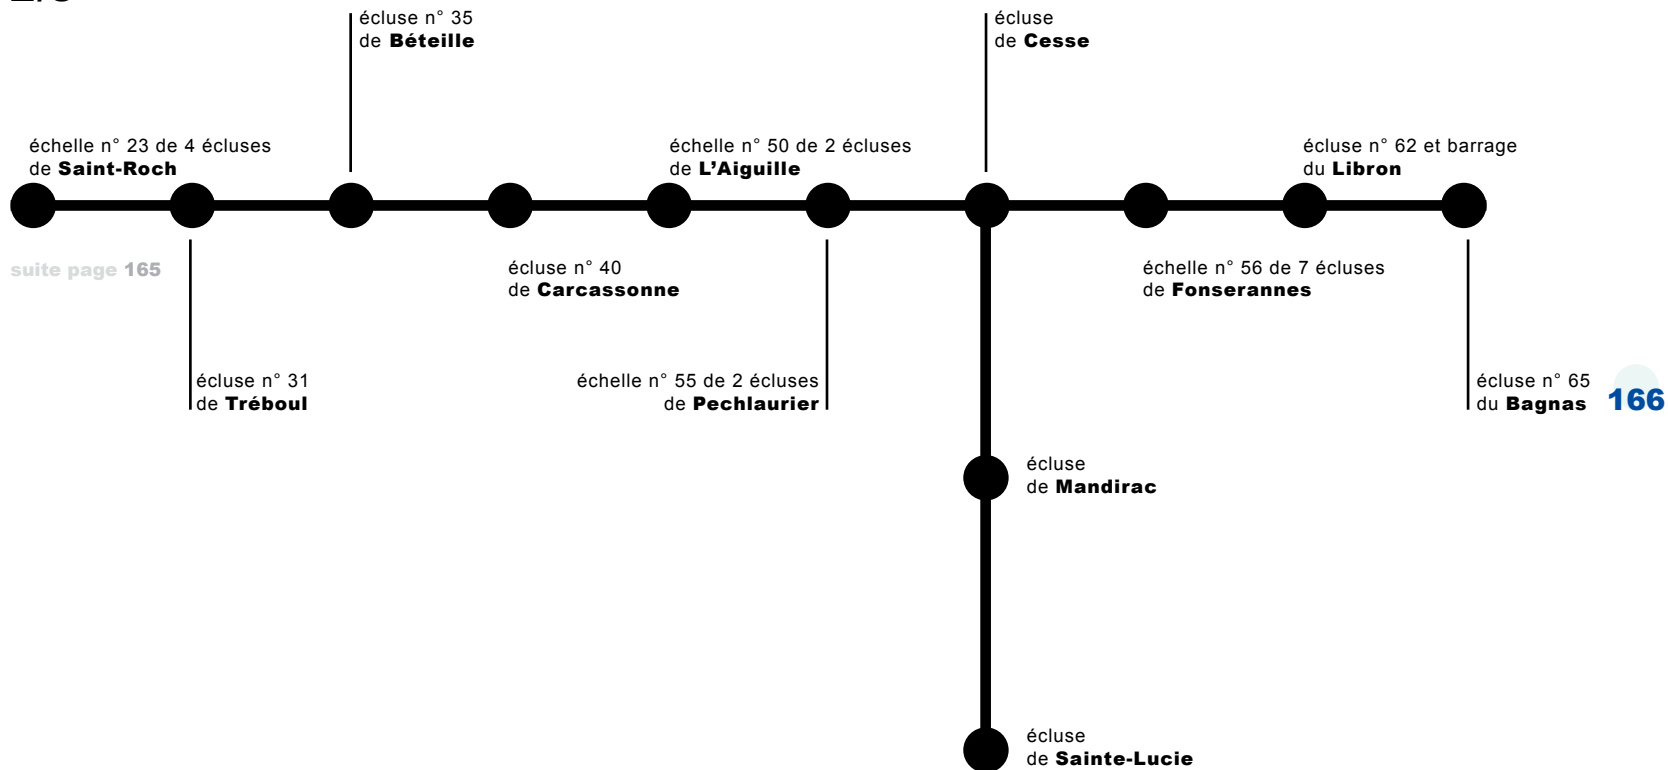 écluse n° 35
de Béteille
écluse
de Cesse
échelle n° 23 de 4 écluses
de Saint-Roch
échelle n° 50 de 2 écluses
de L'Aiguille
écluse n° 62 et barrage
du Libron
suite page 165
écluse n° 40
de Carcassonne
échelle n° 56 de 7 écluses
de Fonserannes
écluse n° 31
de Tréboul
échelle n° 55 de 2 écluses
de Pechlaurier
écluse n° 65
du Bagnas
166
écluse
de Mandirac
écluse
de Sainte-Lucie